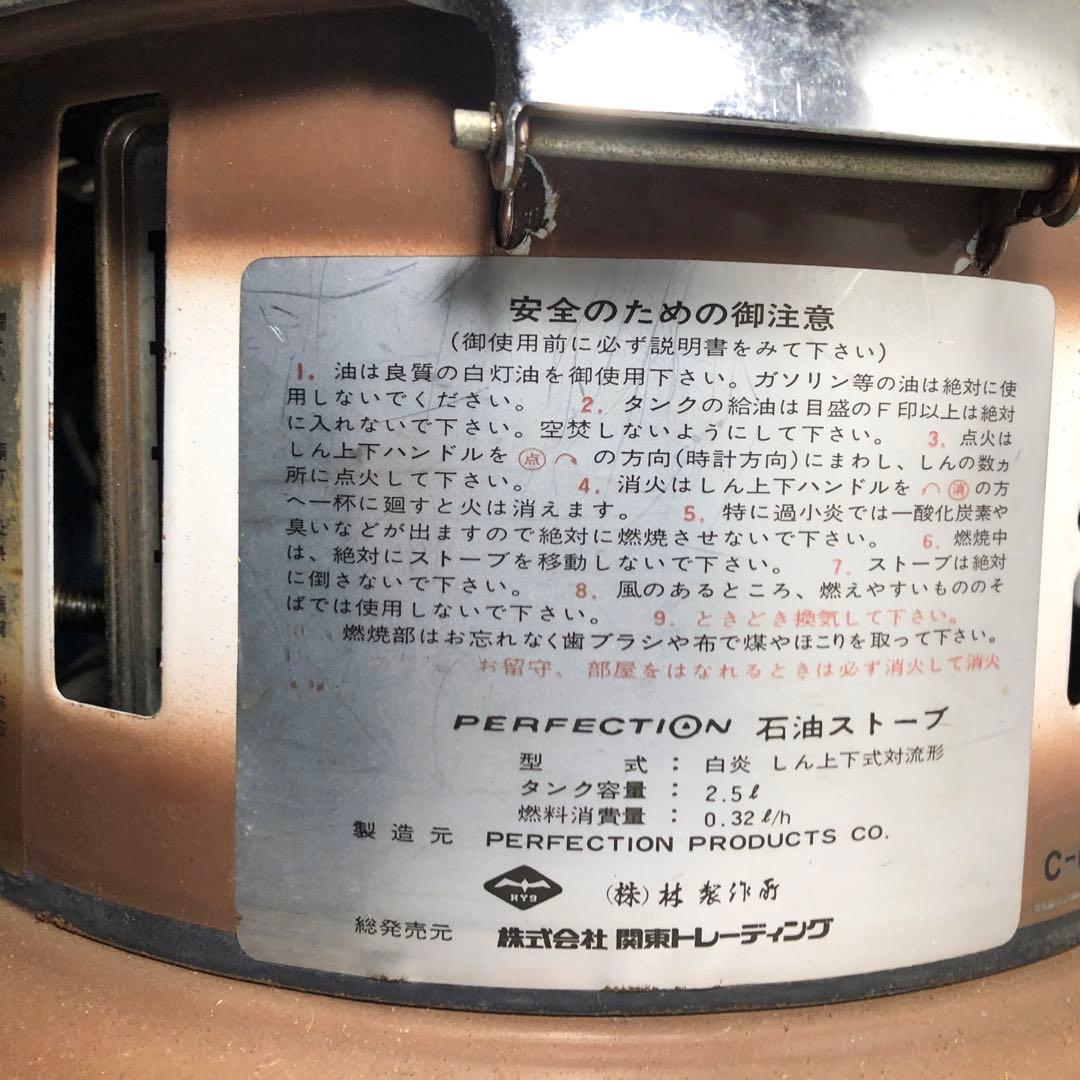 安全のための御注意
(御使用前に必ず説明書をみて下さい)
1. 油は良質の白灯油を御使用下さい。ガソリン等の油は絶対に使
用しないでください。 2. タンクの給油は目盛のF印以上は絶対
に入れないで下さい。空焚しないようにして下さい。 3. 点火は
しん上下ハンドルを 点 の方向(時計方向)にまわし、しんの数ヵ
所に点火して下さい。 4. 消火はしん上下ハンドルを 消 の方
へ一杯に廻すと火は消えます。 5. 特に過小炎では一酸化炭素や
臭いなどが出ますので絶対に燃焼させないで下さい。 6. 燃焼中
は、絶対にストーブを移動しないで下さい。 7. ストーブは絶対
に倒さないで下さい。 8. 風のあるところ、燃えやすいもののそ
ばでは使用しないで下さい。 9. ときどき換気して下さい。
10 燃焼部はお忘れなく歯ブラシや布で煤やほこりを取って下さい。
11 お留守、部屋をはなれるときは必ず消火して消火
PERFECTION 石油ストーブ
型式: 白炎 しん上下式対流形
タンク容量: 2.5ℓ
燃料消費量: 0.32ℓ/h
製造元 PERFECTION PRODUCTS CO.
HYS (株)林製作所
総発売元 株式会社 関東トレーディング
C-